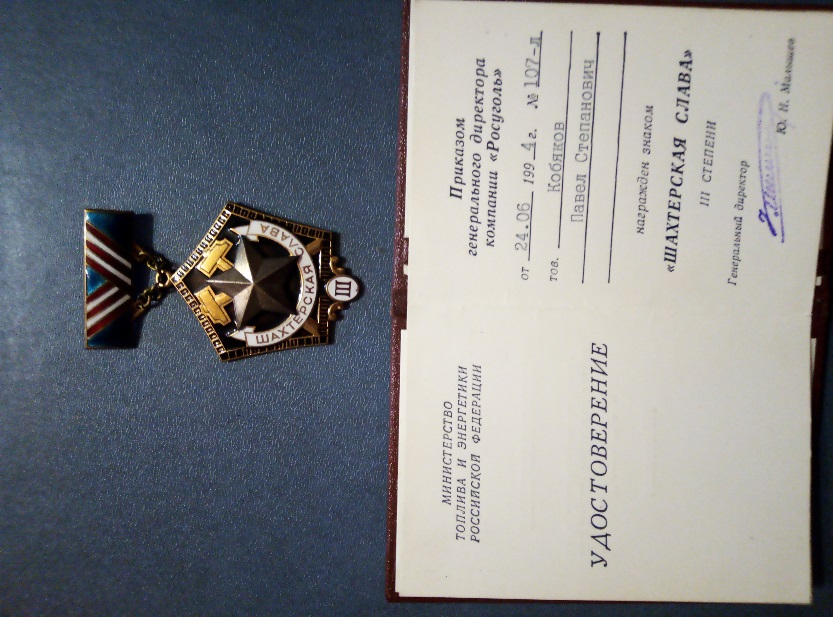 ШАХТЕРСКАЯ СЛАВА
III
МИНИСТЕРСТВО
ТОПЛИВА И ЭНЕРГЕТИКИ
РОССИЙСКОЙ ФЕДЕРАЦИИ
УДОСТОВЕРЕНИЕ
Приказом
генерального директора
компании «Росуголь»
от 24.06 1994 г. № 107-л
тов. Кобяков
Павел Степанович
награжден знаком
«ШАХТЕРСКАЯ СЛАВА»
III СТЕПЕНИ
Генеральный директор
Ю. Н. Малышев